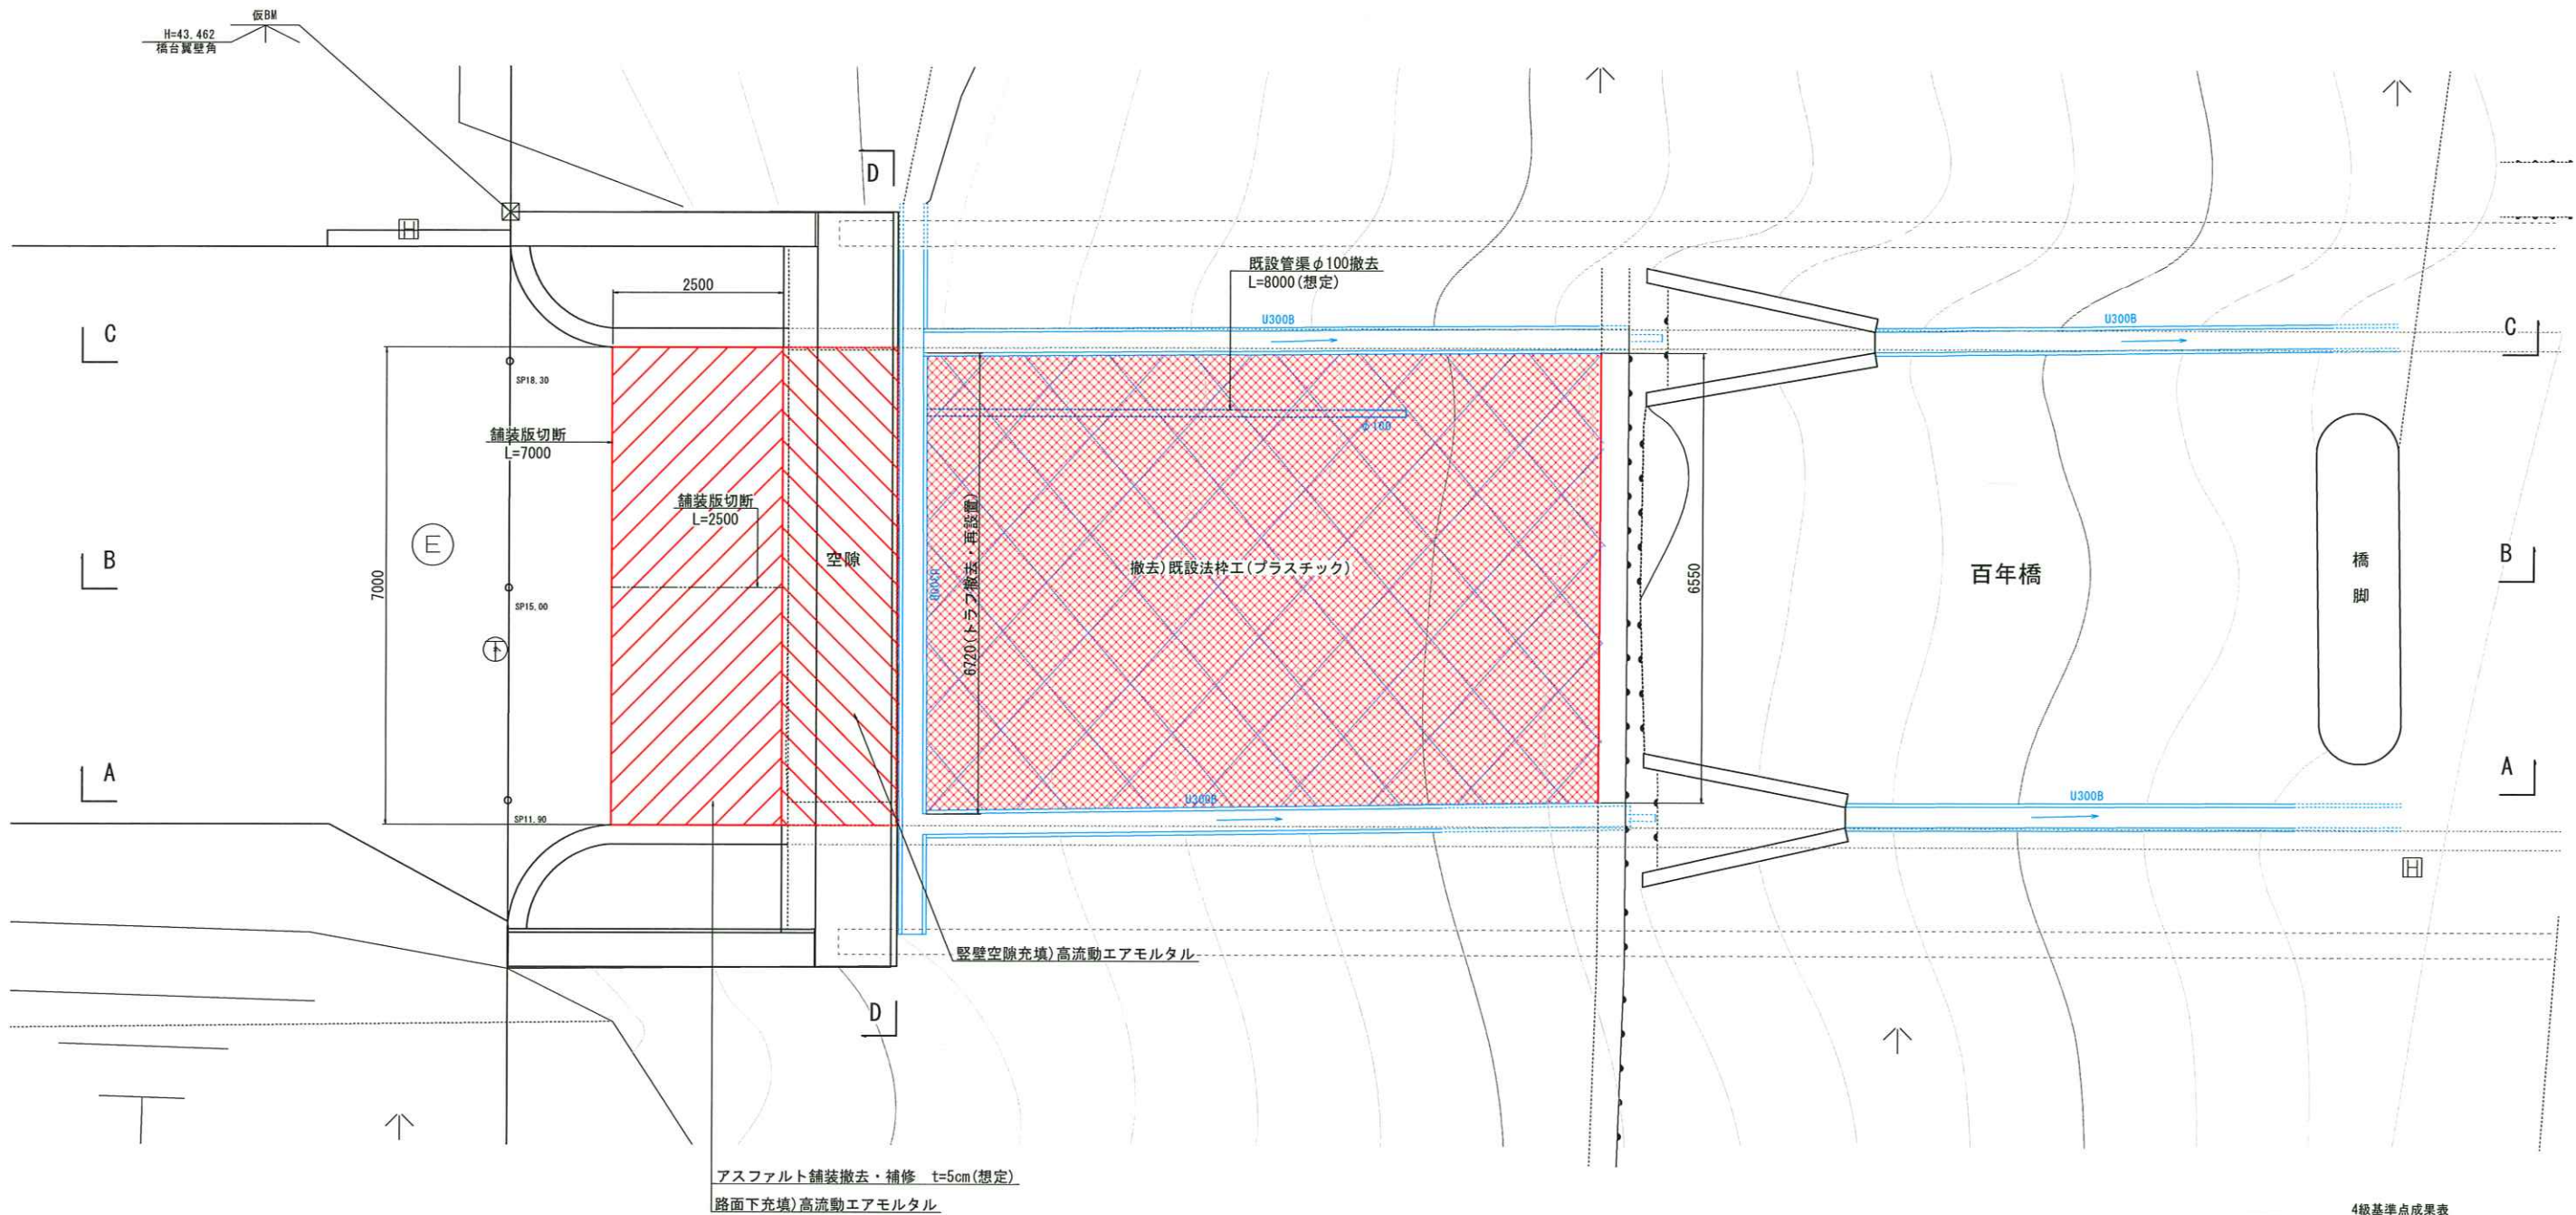 仮BM
H=43.462
橋台翼壁角
D
H
既設管渠φ100撤去
L=8000(想定)
2500
U300B
U300B
C
C
SP18.30
φ100
舗装版切断
L=7000
舗装版切断
L=2500
E
空隙
U300B
6720(トラフ撤去・再設置)
撤去)既設法枠工(プラスチック)
6550
百年橋
橋脚
B
B
7000
SP15.00
A
A
U300B
U300B
SP11.90
H
竪壁空隙充填)高流動エアモルタル
D
アスファルト舗装撤去・補修 t=5cm(想定)
路面下充填)高流動エアモルタル
4級基準点成果表